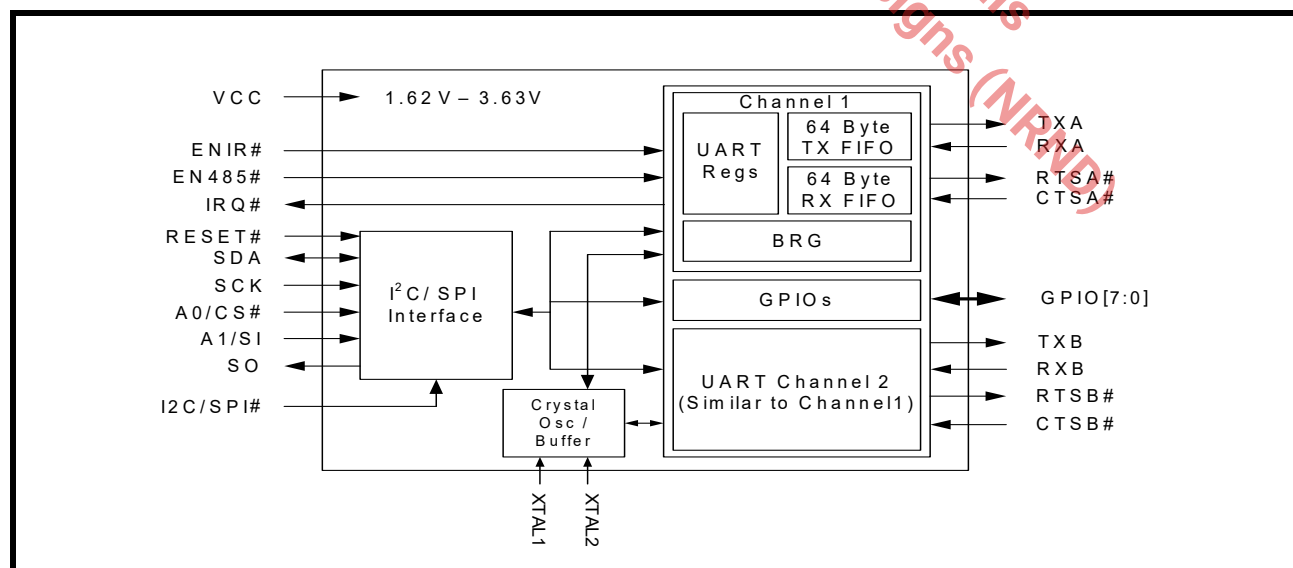 ns
signs (NRND)
VCC
1.62 V – 3.63V
ENIR#
EN485#
IRQ#
RESET#
SDA
SCK
A0/CS#
A1/SI
SO
I2C/SPI#
I²C/ SPI
Interface
Crystal
Osc /
Buffer
XTAL1
XTAL2
Channel 1
UART
Regs
64 Byte
TX FIFO
64 Byte
RX FIFO
BRG
GPIOs
UART Channel 2
(Similar to Channel1)
TXA
RXA
RTSA#
CTSA#
GPIO[7:0]
TXB
RXB
RTSB#
CTSB#